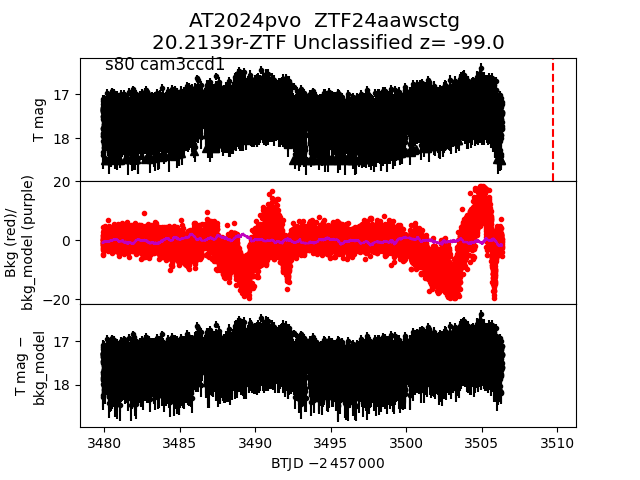 AT2024pvo  ZTF24aawsctg
20.2139r-ZTF Unclassified z= -99.0
s80 cam3ccd1
T mag
17
18
Bkg (red)/
bkg_model (purple)
20
0
−20
T mag −
bkg_model
17
18
3480 3485 3490 3495 3500 3505 3510
BTJD −2 457 000